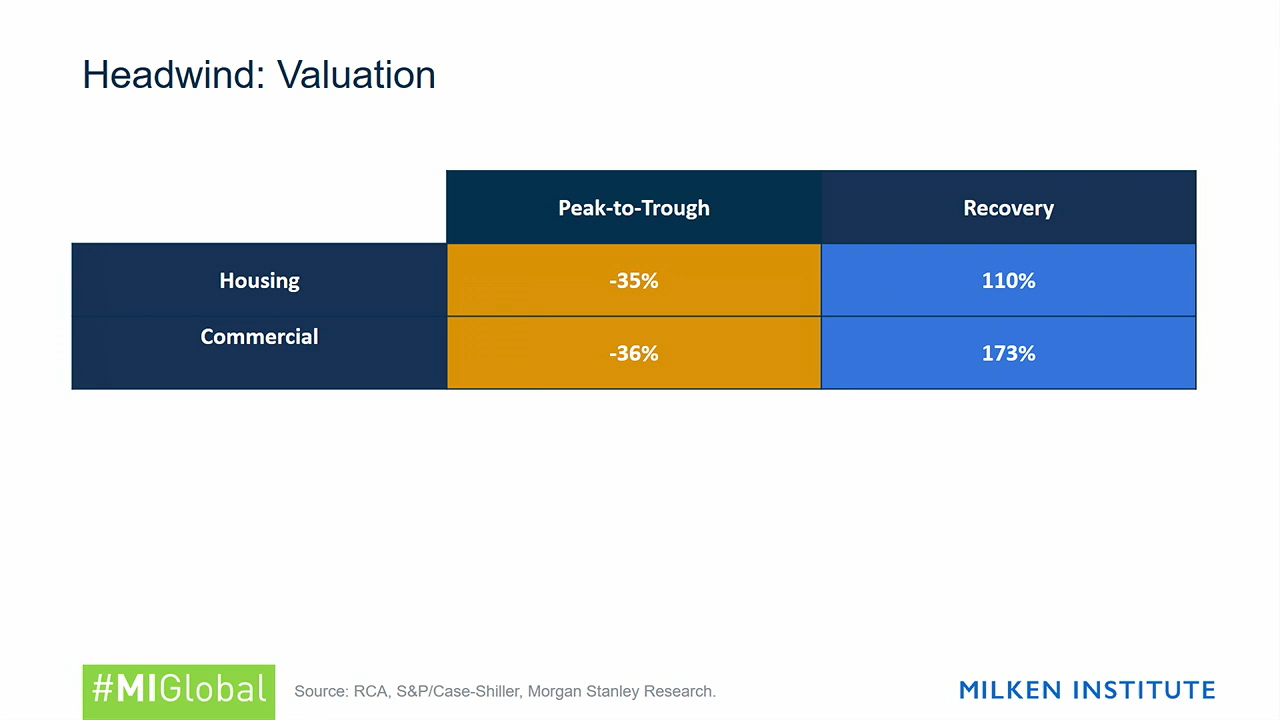 Headwind: Valuation
Peak-to-Trough Recovery
Housing -35% 110%
Commercial -36% 173%
#MIGlobal Source: RCA, S&P/Case-Shiller, Morgan Stanley Research. MILKEN INSTITUTE